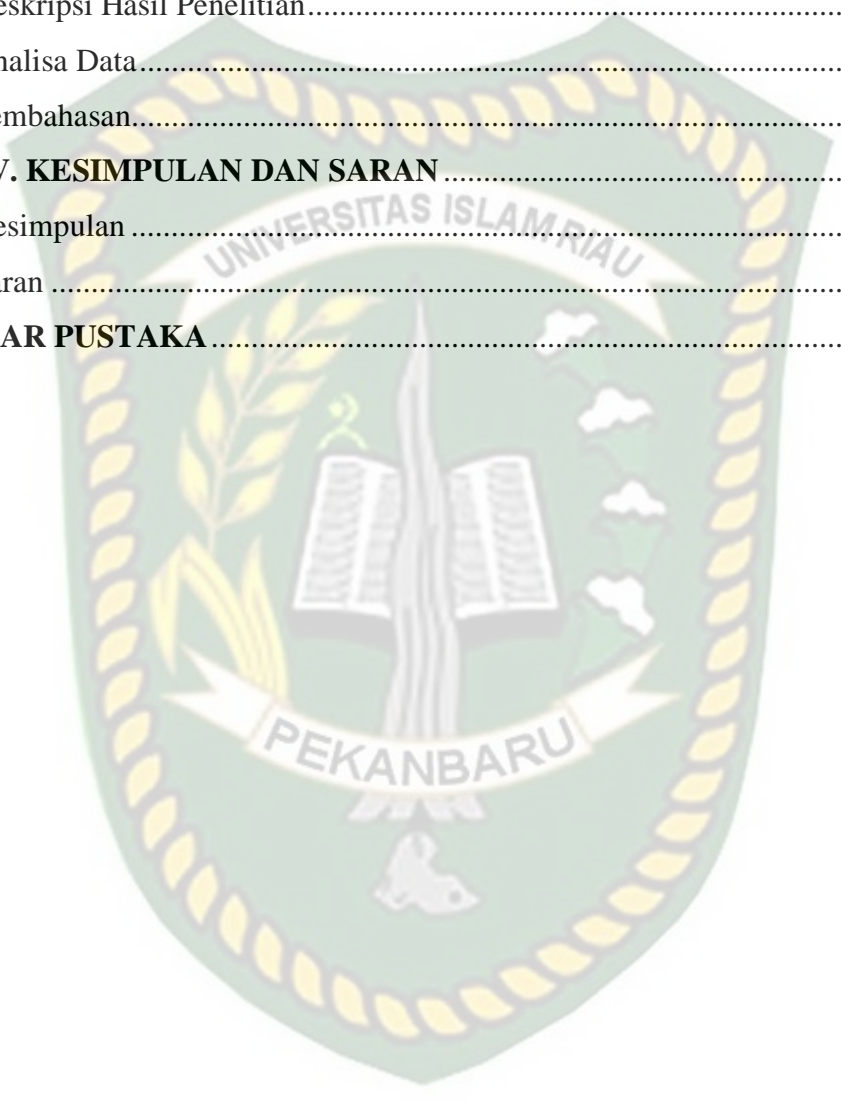 eskripsi Hasil Penelitian
nalisa Data
embahasan
V. KESIMPULAN DAN SARAN
esimpulan
aran
AR PUSTAKA
UNIVERSITAS ISLAM RIAU
PEKANBARU